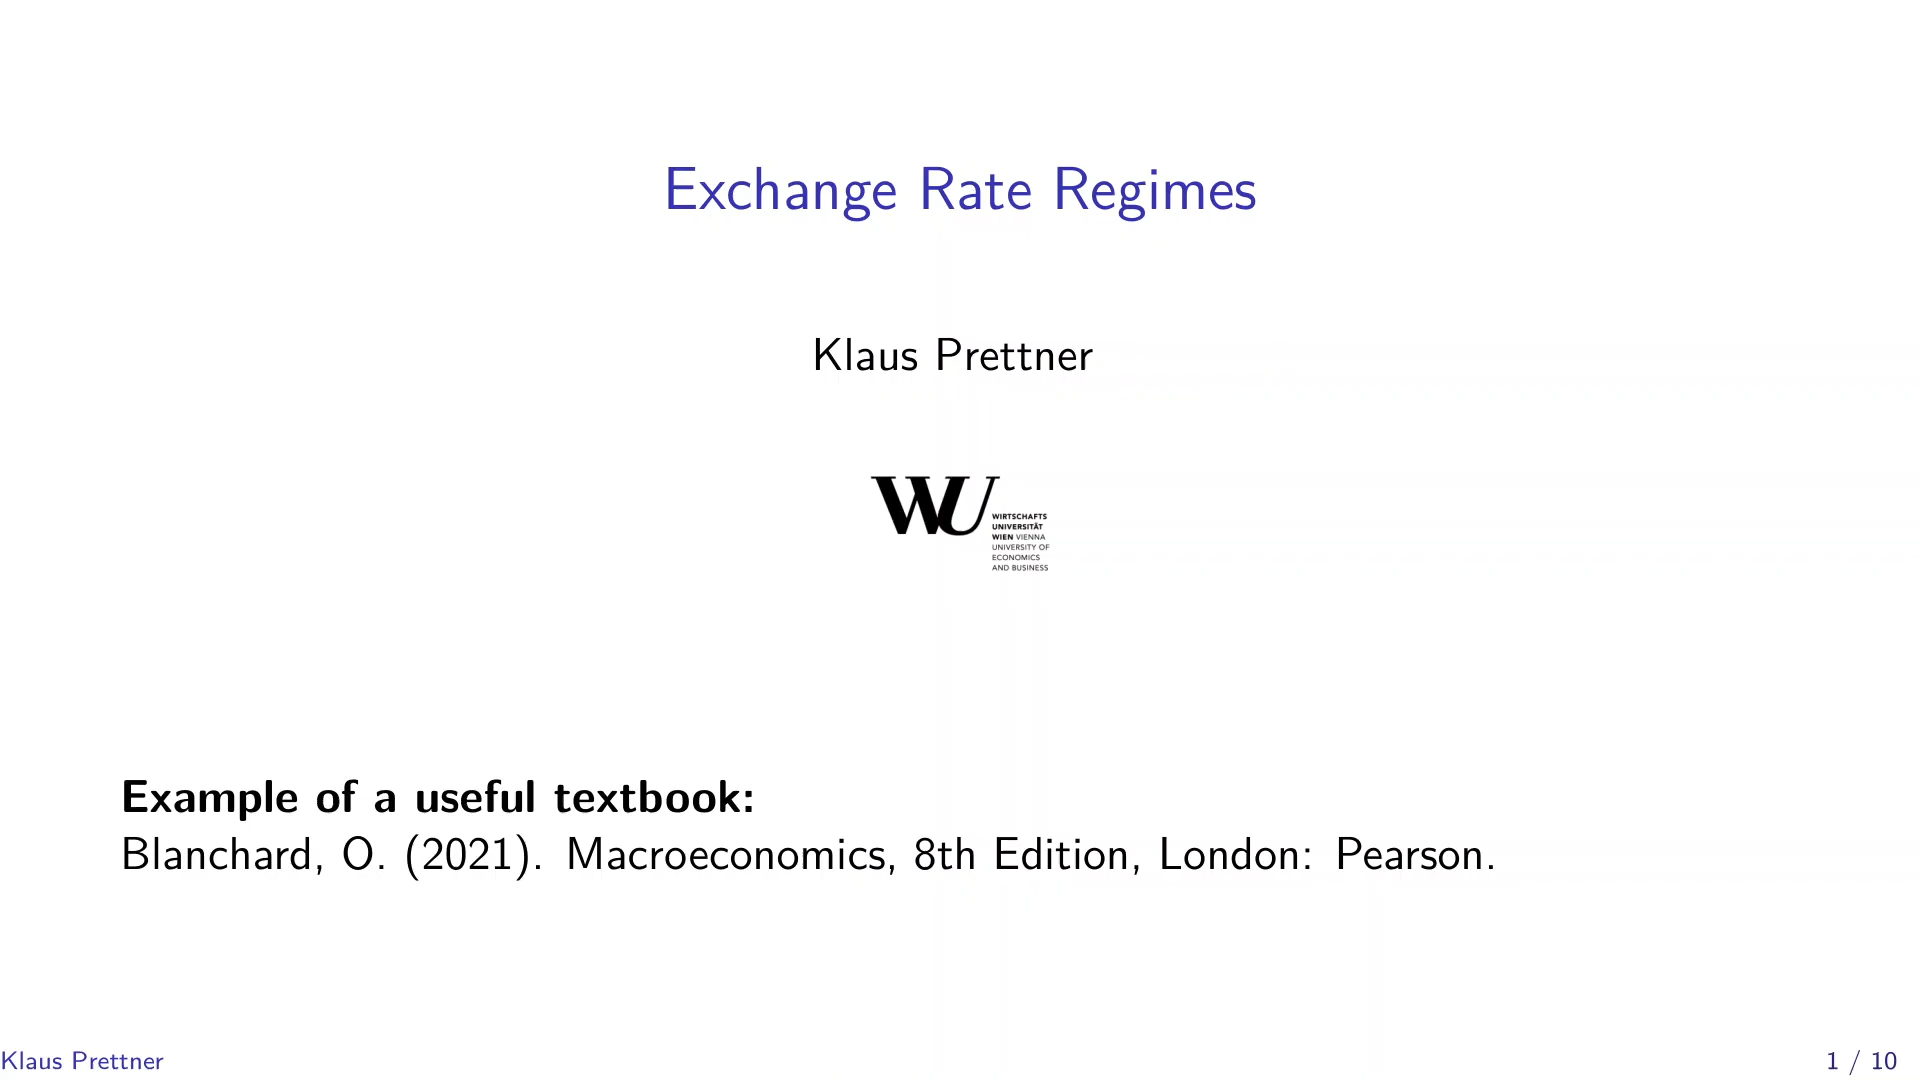 Exchange Rate Regimes
Klaus Prettner
WU
WIRTSCHAFTS
UNIVERSITÄT
WIEN VIENNA
UNIVERSITY OF
ECONOMICS
AND BUSINESS
Example of a useful textbook:
Blanchard, O. (2021). Macroeconomics, 8th Edition, London: Pearson.
Klaus Prettner
1 / 10